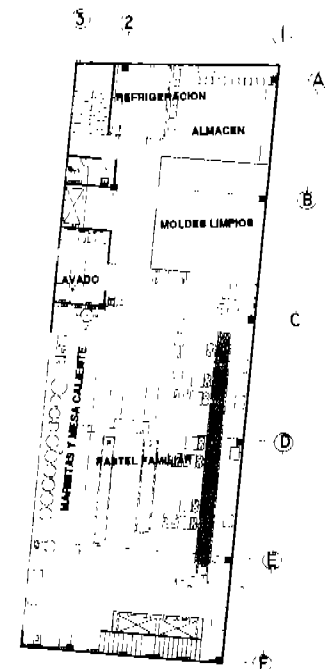 3 2 1
A
REFRIGERACION
ALMACEN
B
MOLDES LIMPIOS
LAVADO
C
MARMITAS Y MESA CALIENTE
D
PASTEL FAMILIAR
E
F